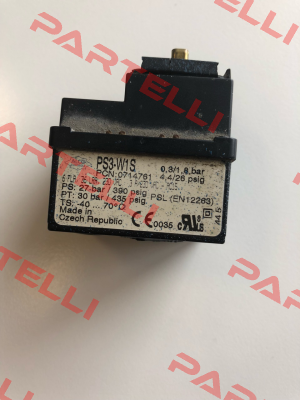 PARTELLI
PS3-W1S 0,3/1,8 bar
PCN:0714761 4,4/26 psig
PS: 27 bar / 390 psig, PSL (EN12263)
PT: 30 bar / 435 psig
TS: -40 ... 70°C
Made in
Czech Republic CE 0035
A45
PARTELLI
PARTELLI